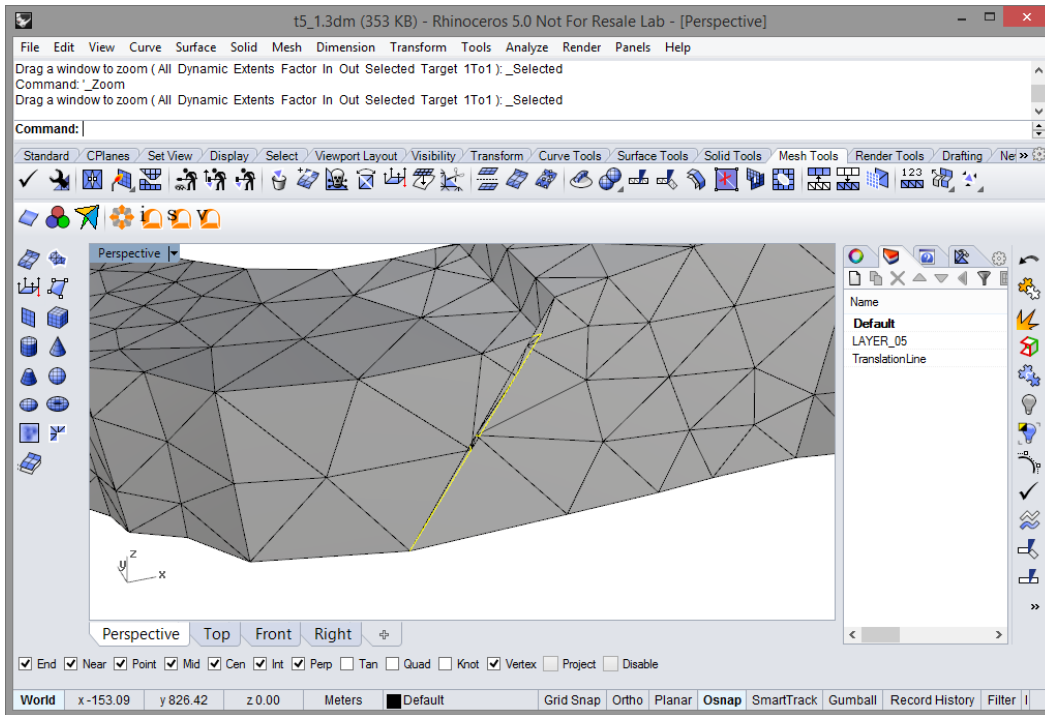 t5_1.3dm (353 KB) - Rhinoceros 5.0 Not For Resale Lab - [Perspective]
File Edit View Curve Surface Solid Mesh Dimension Transform Tools Analyze Render Panels Help
Drag a window to zoom ( All Dynamic Extents Factor In Out Selected Target 1To1 ): _Selected
Command: '_Zoom
Drag a window to zoom ( All Dynamic Extents Factor In Out Selected Target 1To1 ): _Selected
Command:
Standard CPlanes Set View Display Select Viewport Layout Visibility Transform Curve Tools Surface Tools Solid Tools Mesh Tools Render Tools Drafting Ne »
123
i s v
Perspective
Name
Default
LAYER_05
TranslationLine
»
z
y
x
Perspective Top Front Right
End Near Point Mid Cen Int Perp Tan Quad Knot Vertex Project Disable
World x -153.09 y 826.42 z 0.00 Meters Default Grid Snap Ortho Planar Osnap SmartTrack Gumball Record History Filter